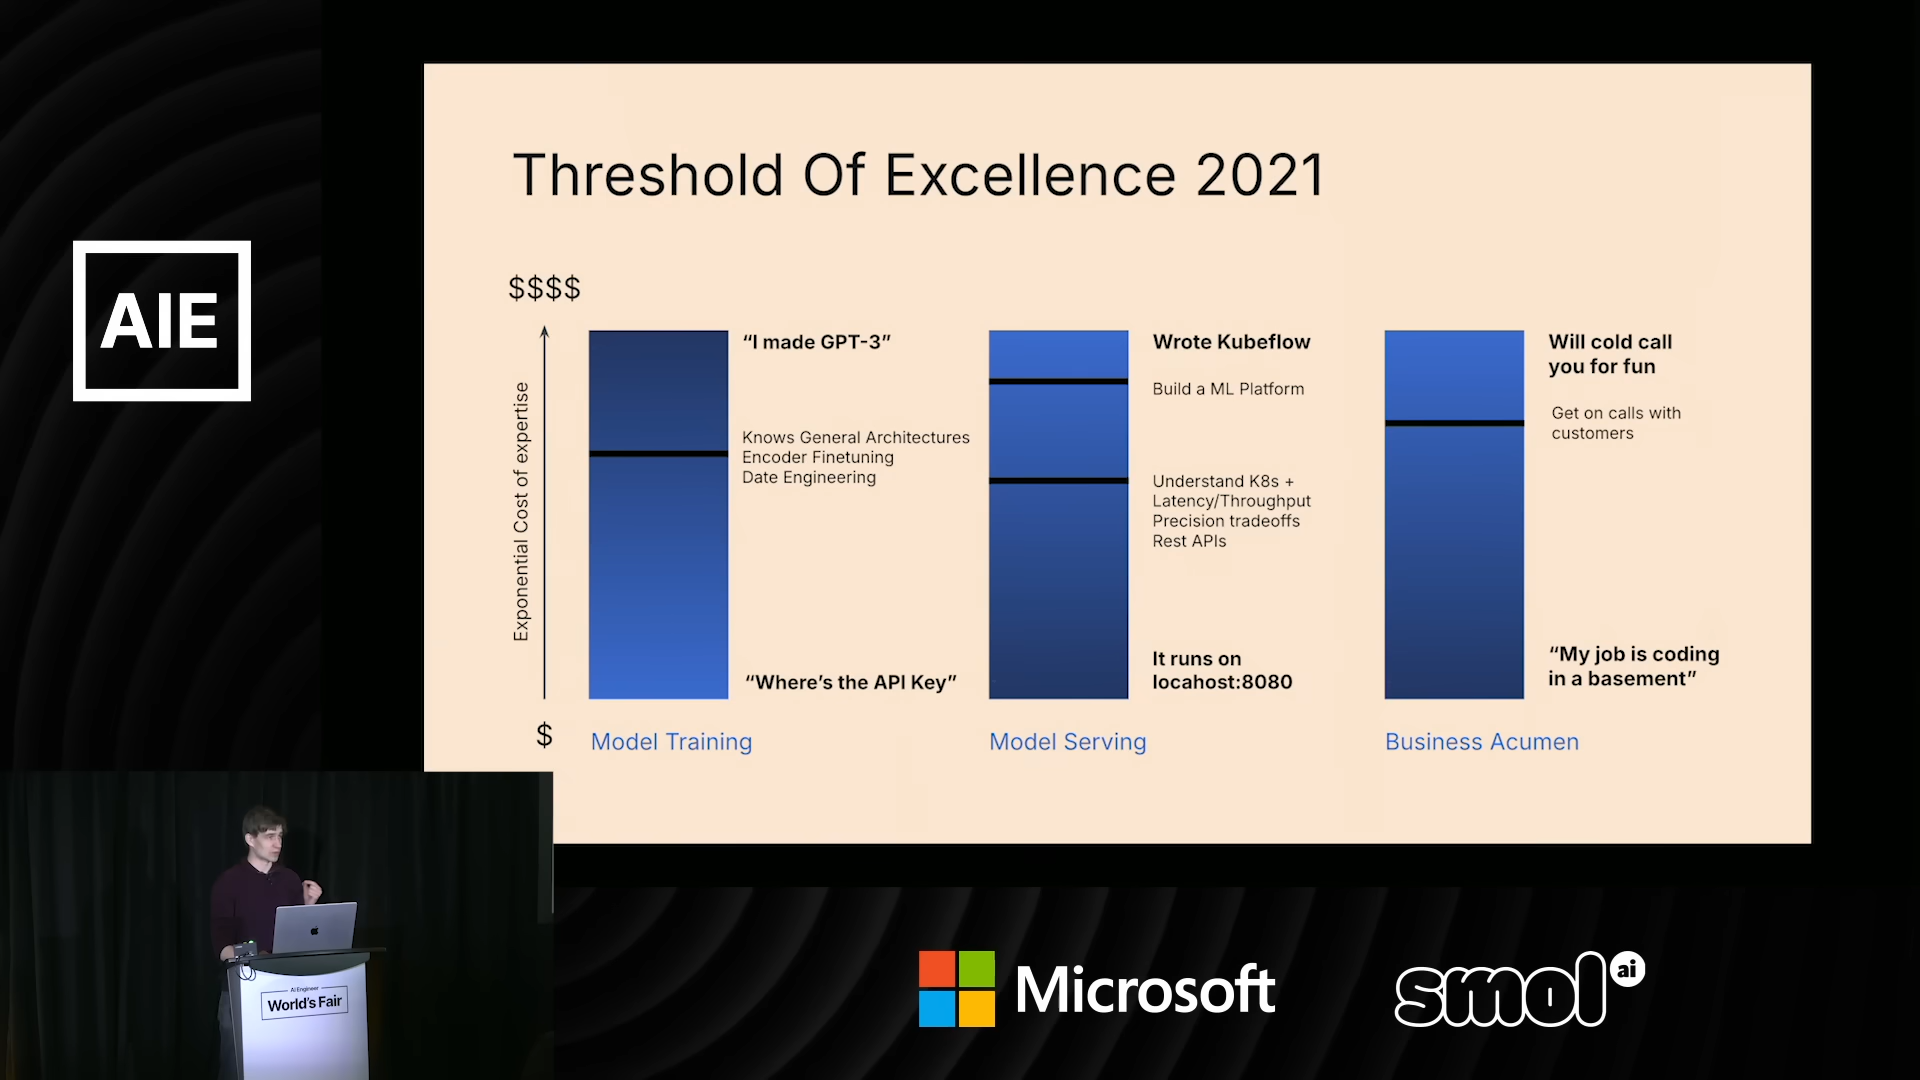 AIE
Threshold Of Excellence 2021
$$$$
Exponential Cost of expertise
$
“I made GPT-3”
Knows General Architectures
Encoder Finetuning
Date Engineering
“Where’s the API Key”
Model Training
Wrote Kubeflow
Build a ML Platform
Understand K8s +
Latency/Throughput
Precision tradeoffs
Rest APIs
It runs on
locahost:8080
Model Serving
Will cold call
you for fun
Get on calls with
customers
“My job is coding
in a basement”
Business Acumen
AI Engineer
World's Fair
Microsoft
smol ai